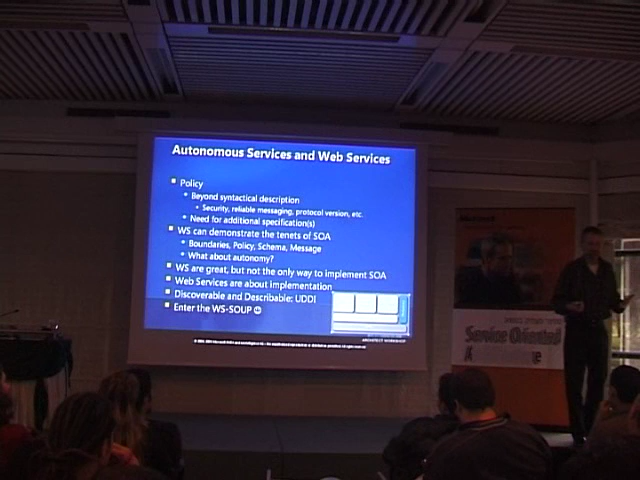 Autonomous Services and Web Services
Policy
Beyond syntactical description
Security, reliable messaging, protocol version, etc.
Need for additional specification(s)
WS can demonstrate the tenets of SOA
Boundaries, Policy, Schema, Message
What about autonomy?
WS are great, but not the only way to implement SOA
Web Services are about implementation
Discoverable and Describable: UDDI
Enter the WS-SOUP ☺
ARCHITECT WORKSHOP
Microsoft
Service Oriented